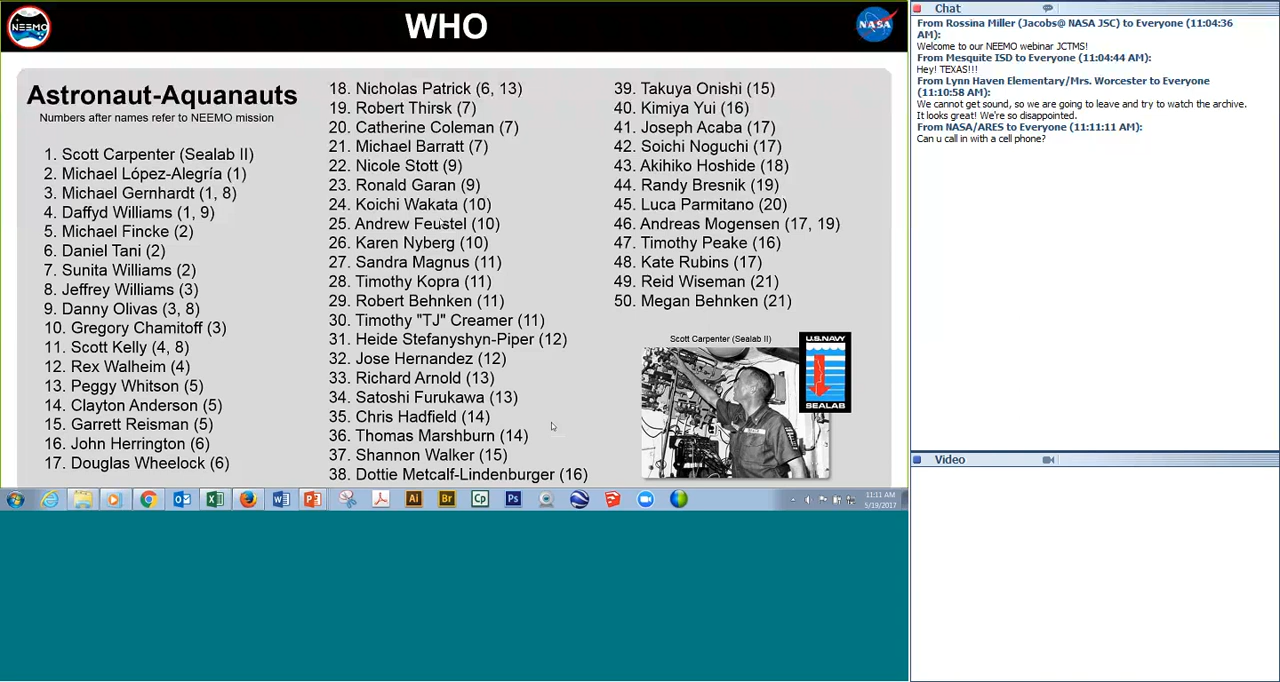 NEEMO
WHO
NASA
Astronaut-Aquanauts
Numbers after names refer to NEEMO mission
1. Scott Carpenter (Sealab II)
2. Michael López-Alegría (1)
3. Michael Gernhardt (1, 8)
4. Daffyd Williams (1, 9)
5. Michael Fincke (2)
6. Daniel Tani (2)
7. Sunita Williams (2)
8. Jeffrey Williams (3)
9. Danny Olivas (3, 8)
10. Gregory Chamitoff (3)
11. Scott Kelly (4, 8)
12. Rex Walheim (4)
13. Peggy Whitson (5)
14. Clayton Anderson (5)
15. Garrett Reisman (5)
16. John Herrington (6)
17. Douglas Wheelock (6)
18. Nicholas Patrick (6, 13)
19. Robert Thirsk (7)
20. Catherine Coleman (7)
21. Michael Barratt (7)
22. Nicole Stott (9)
23. Ronald Garan (9)
24. Koichi Wakata (10)
25. Andrew Feustel (10)
26. Karen Nyberg (10)
27. Sandra Magnus (11)
28. Timothy Kopra (11)
29. Robert Behnken (11)
30. Timothy "TJ" Creamer (11)
31. Heide Stefanyshyn-Piper (12)
32. Jose Hernandez (12)
33. Richard Arnold (13)
34. Satoshi Furukawa (13)
35. Chris Hadfield (14)
36. Thomas Marshburn (14)
37. Shannon Walker (15)
38. Dottie Metcalf-Lindenburger (16)
39. Takuya Onishi (15)
40. Kimiya Yui (16)
41. Joseph Acaba (17)
42. Soichi Noguchi (17)
43. Akihiko Hoshide (18)
44. Randy Bresnik (19)
45. Luca Parmitano (20)
46. Andreas Mogensen (17, 19)
47. Timothy Peake (16)
48. Kate Rubins (17)
49. Reid Wiseman (21)
50. Megan Behnken (21)
Scott Carpenter (Sealab II)
U.S.NAVY
SEALAB
Ai
Br
Cp
Ps
11:11 AM
5/19/2017
Chat
From Rossina Miller (Jacobs@ NASA JSC) to Everyone (11:04:36
AM):
Welcome to our NEEMO webinar JCTMS!
From Mesquite ISD to Everyone (11:04:44 AM):
Hey! TEXAS!!!
From Lynn Haven Elementary/Mrs. Worcester to Everyone
(11:10:58 AM):
We cannot get sound, so we are going to leave and try to watch the archive.
It looks great! We're so disappointed.
From NASA/ARES to Everyone (11:11:11 AM):
Can u call in with a cell phone?
Video